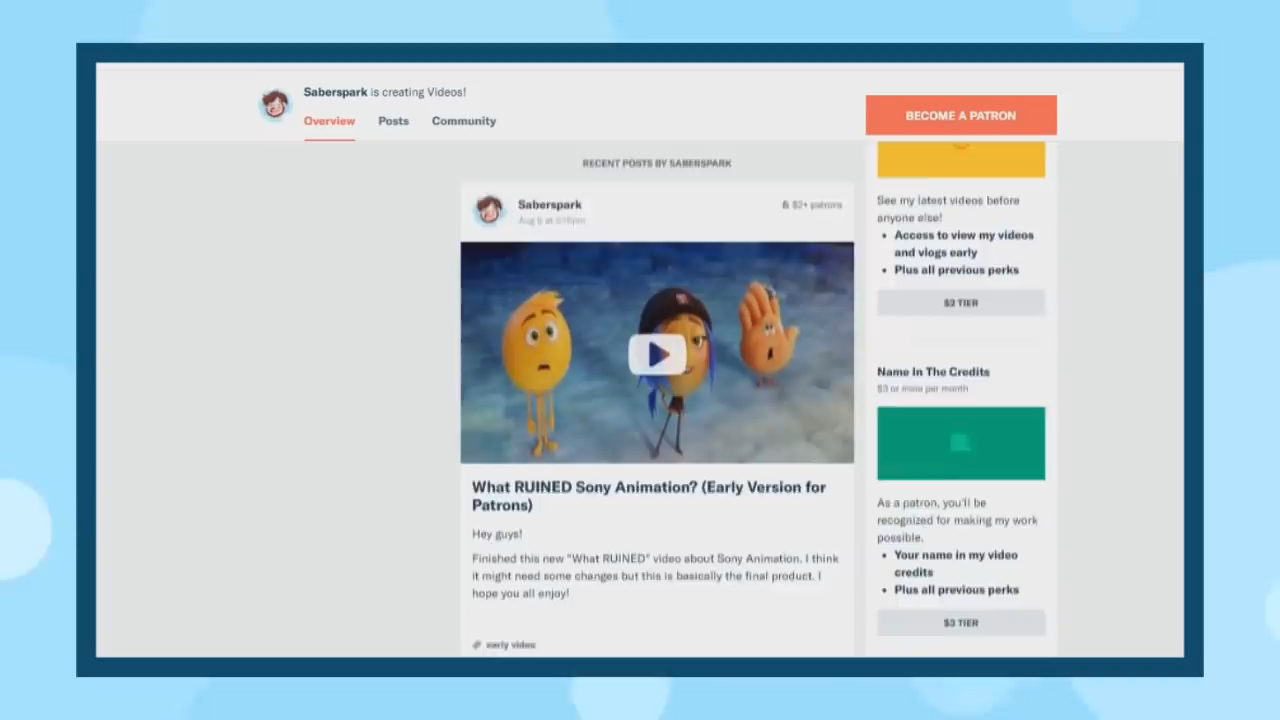 Saberspark is creating Videos!
Overview Posts Community
BECOME A PATRON
RECENT POSTS BY SABERSPARK
Saberspark
$2+ patrons
What RUINED Sony Animation? (Early Version for
Patrons)
Hey guys!
Finished this new "What RUINED" video about Sony Animation. I think
it might need some changes but this is basically the final product. I
hope you all enjoy!
early video
See my latest videos before
anyone else!
• Access to view my videos
and vlogs early
• Plus all previous perks
$2 TIER
Name In The Credits
$3 or more per month
As a patron, you'll be
recognized for making my work
possible.
• Your name in my video
credits
• Plus all previous perks
$3 TIER